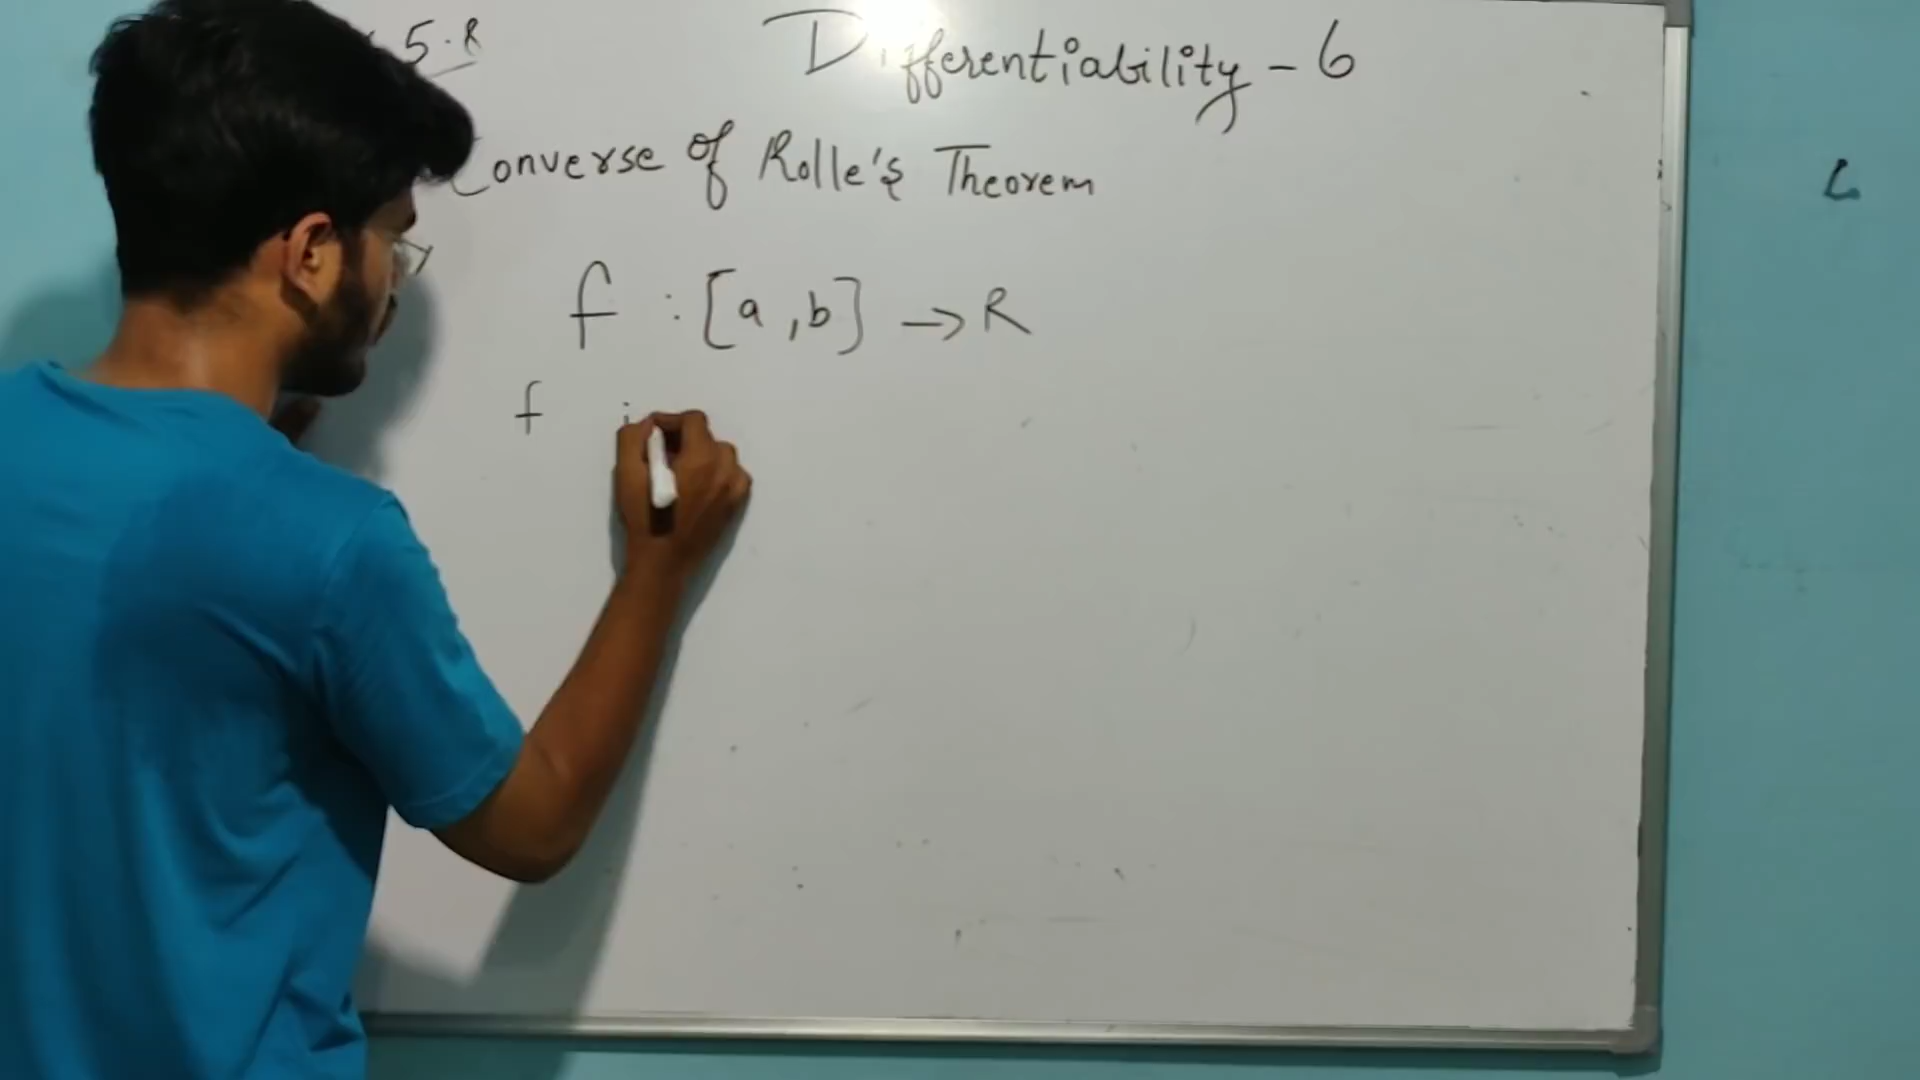 5.8
Differentiability - 6
Converse of Rolle's Theorem
f : [a, b] → R
f i